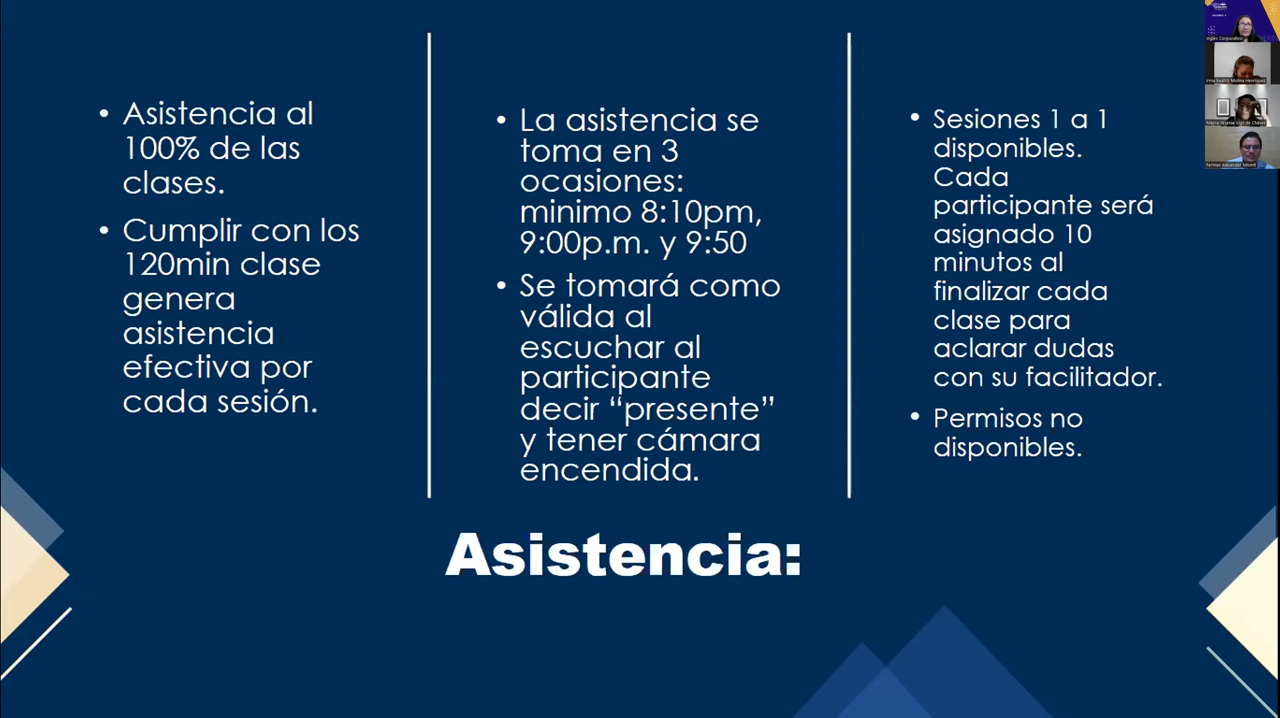 • Asistencia al
100% de las
clases.
• Cumplir con los
120min clase
genera
asistencia
efectiva por
cada sesión.
• La asistencia se
toma en 3
ocasiones:
minimo 8:10pm,
9:00p.m. y 9:50
• Se tomará como
válida al
escuchar al
participante
decir “presente”
y tener cámara
encendida.
• Sesiones 1 a 1
disponibles.
Cada
participante será
asignado 10
minutos al
finalizar cada
clase para
aclarar dudas
con su facilitador.
• Permisos no
disponibles.
Asistencia: